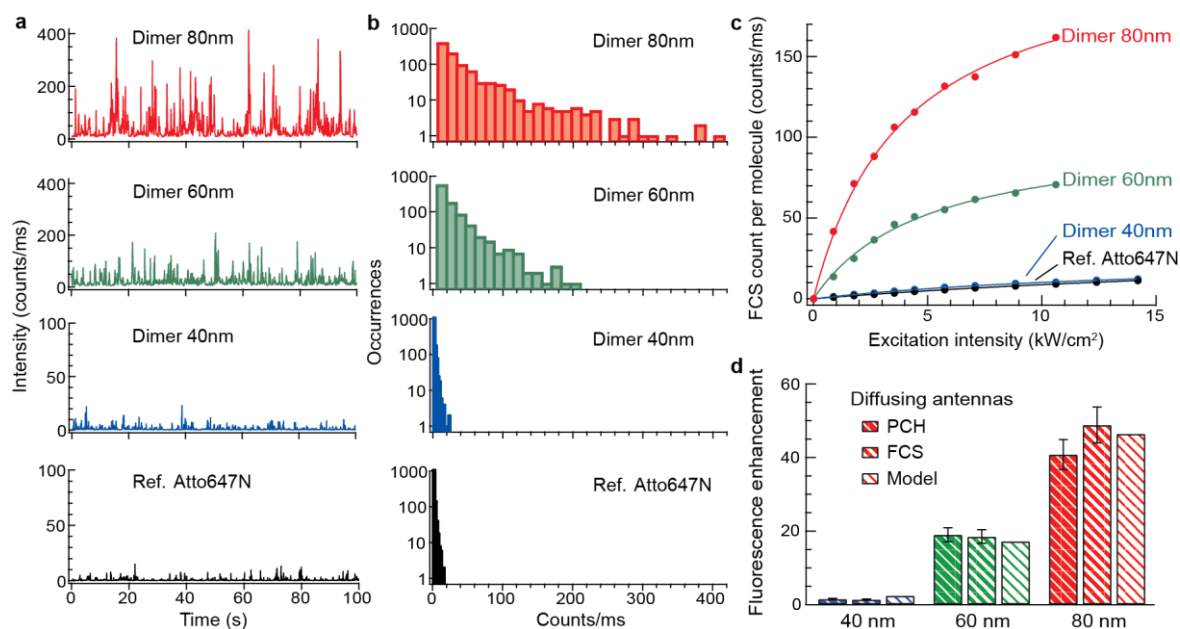 a
Intensity (counts/ms)
400
200
0
Dimer 80nm
400
200
0
Dimer 60nm
100
50
0
Dimer 40nm
100
50
0
Ref. Atto647N
0 20 40 60 80 100
Time (s)
b
Occurrences
1000
100
10
1
Dimer 80nm
1000
100
10
1
Dimer 60nm
1000
100
10
1
Dimer 40nm
1000
100
10
1
Ref. Atto647N
0 200 400
Counts/ms
c
FCS count per molecule (counts/ms)
150
100
50
0
Dimer 80nm
Dimer 60nm
Dimer 40nm
Ref. Atto647N
0 5 10 15
Excitation intensity (kW/cm²)
d
Fluorescence enhancement
60
40
20
0
Diffusing antennas
PCH
FCS
Model
40 nm 60 nm 80 nm